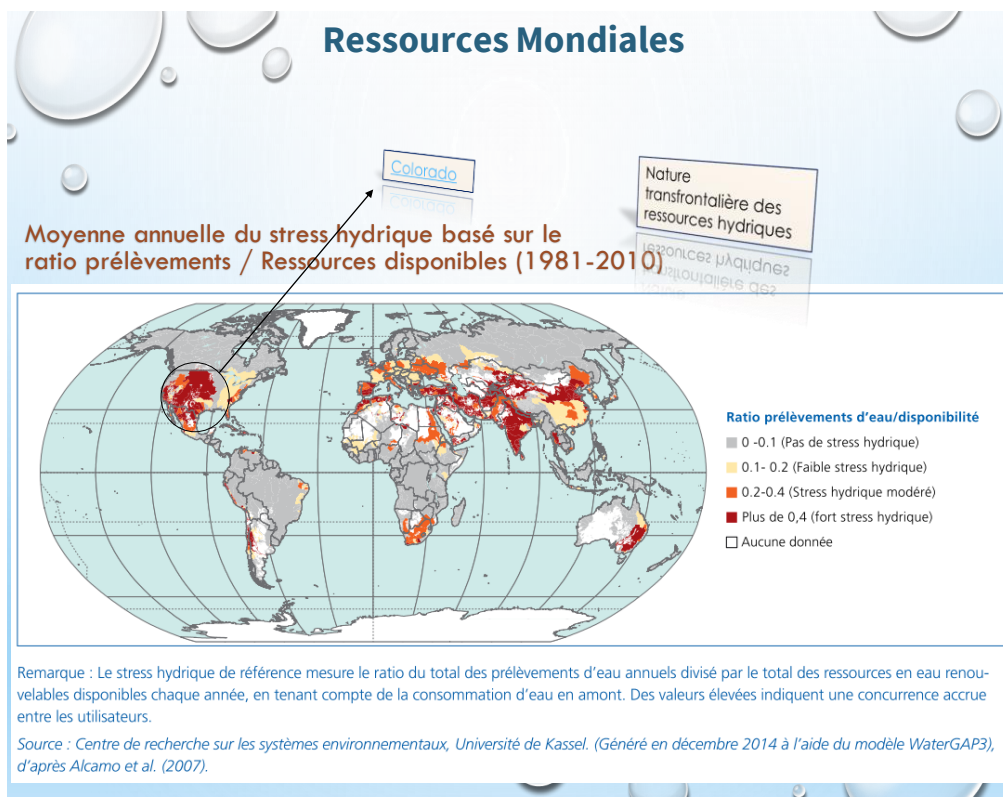 Ressources Mondiales
Colorado
Nature
transfrontalière des
ressources hydriques
Moyenne annuelle du stress hydrique basé sur le
ratio prélèvements / Ressources disponibles (1981-2010)
Ratio prélèvements d'eau/disponibilité
0 -0.1 (Pas de stress hydrique)
0.1- 0.2 (Faible stress hydrique)
0.2-0.4 (Stress hydrique modéré)
Plus de 0,4 (fort stress hydrique)
Aucune donnée
Remarque : Le stress hydrique de référence mesure le ratio du total des prélèvements d'eau annuels divisé par le total des ressources en eau renou-
velables disponibles chaque année, en tenant compte de la consommation d'eau en amont. Des valeurs élevées indiquent une concurrence accrue
entre les utilisateurs.
Source : Centre de recherche sur les systèmes environnementaux, Université de Kassel. (Généré en décembre 2014 à l'aide du modèle WaterGAP3),
d'après Alcamo et al. (2007).